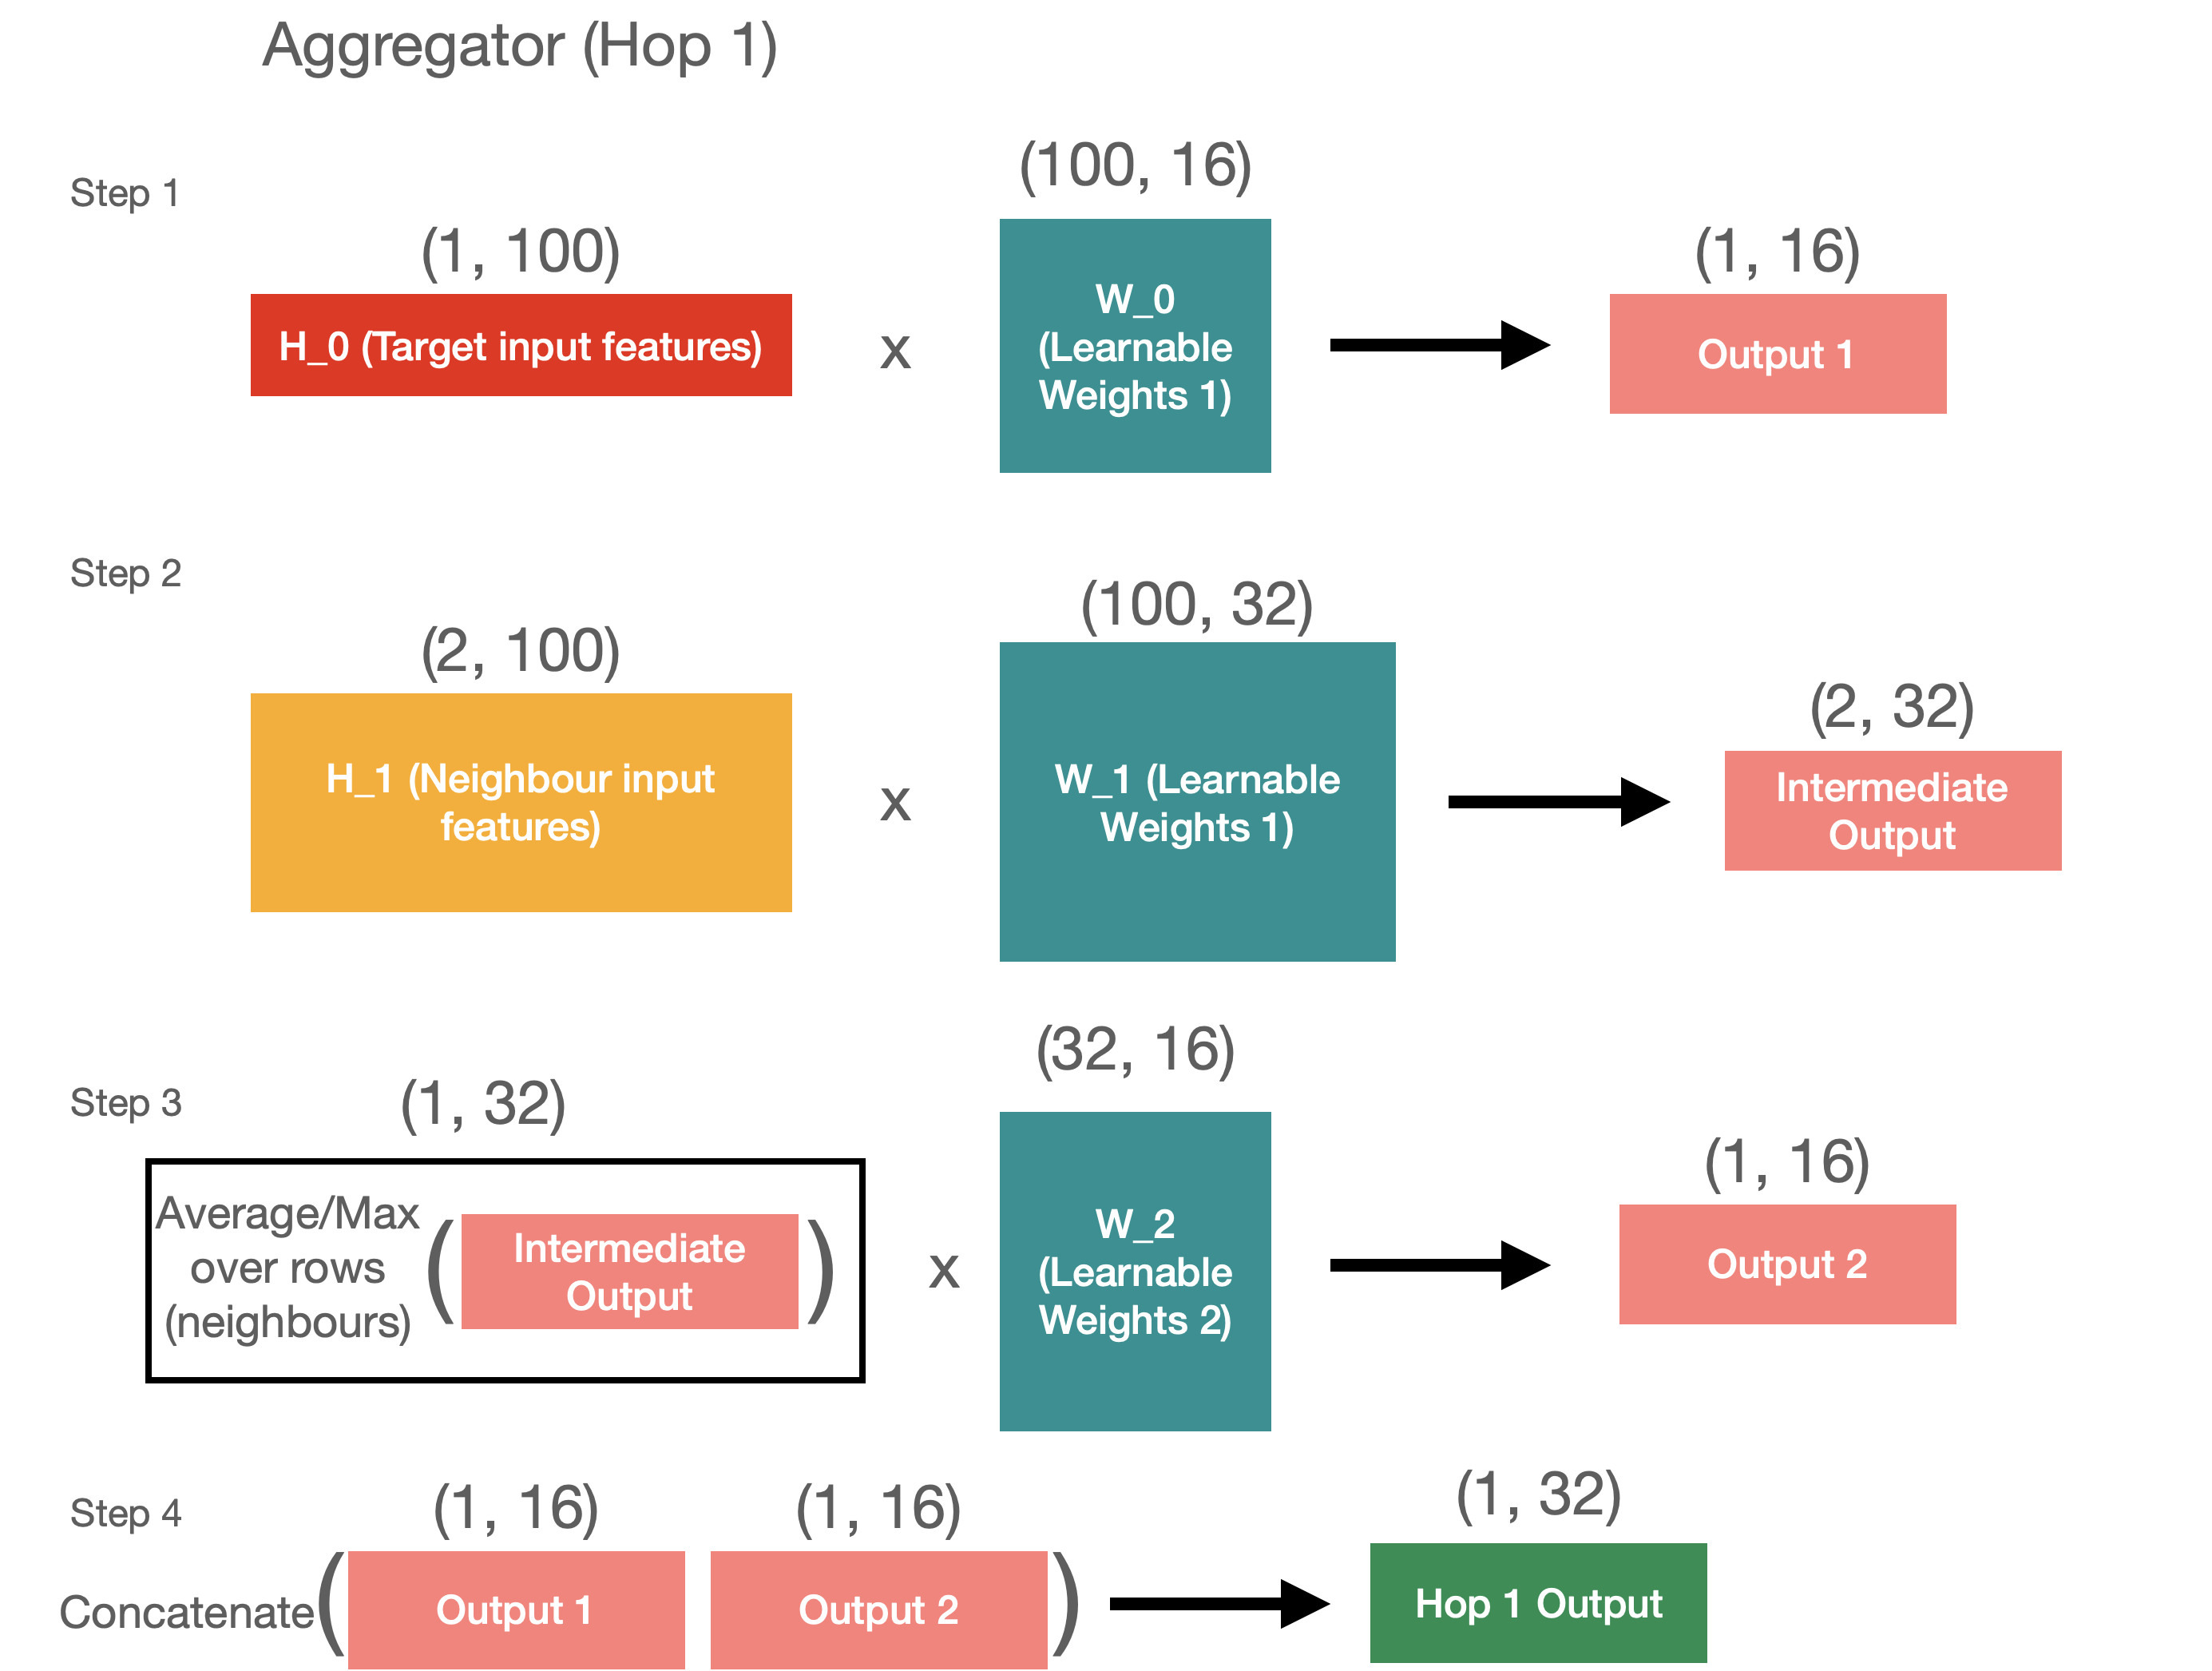 Aggregator (Hop 1)
Step 1
(1, 100)
(100, 16)
(1, 16)
H_0 (Target input features)
x
W_0
(Learnable
Weights 1)
Output 1
Step 2
(2, 100)
(100, 32)
(2, 32)
H_1 (Neighbour input
features)
x
W_1 (Learnable
Weights 1)
Intermediate
Output
Step 3
(1, 32)
(32, 16)
(1, 16)
Average/Max
over rows
(neighbours)
(
Intermediate
Output
)
x
W_2
(Learnable
Weights 2)
Output 2
Step 4
(1, 16)
(1, 16)
(1, 32)
Concatenate
(
Output 1
Output 2
)
Hop 1 Output